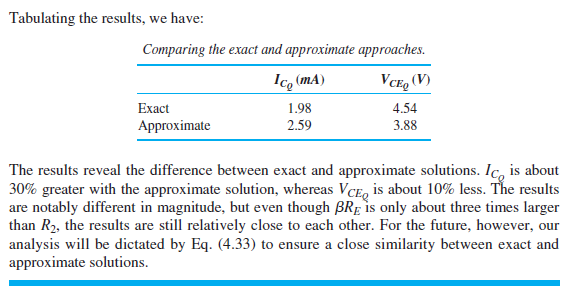 Tabulating the results, we have:
Comparing the exact and approximate approaches.
I_CQ (mA) V_CEQ (V)
Exact 1.98 4.54
Approximate 2.59 3.88
The results reveal the difference between exact and approximate solutions. I_CQ is about
30% greater with the approximate solution, whereas V_CEQ is about 10% less. The results
are notably different in magnitude, but even though βR_E is only about three times larger
than R₂, the results are still relatively close to each other. For the future, however, our
analysis will be dictated by Eq. (4.33) to ensure a close similarity between exact and
approximate solutions.